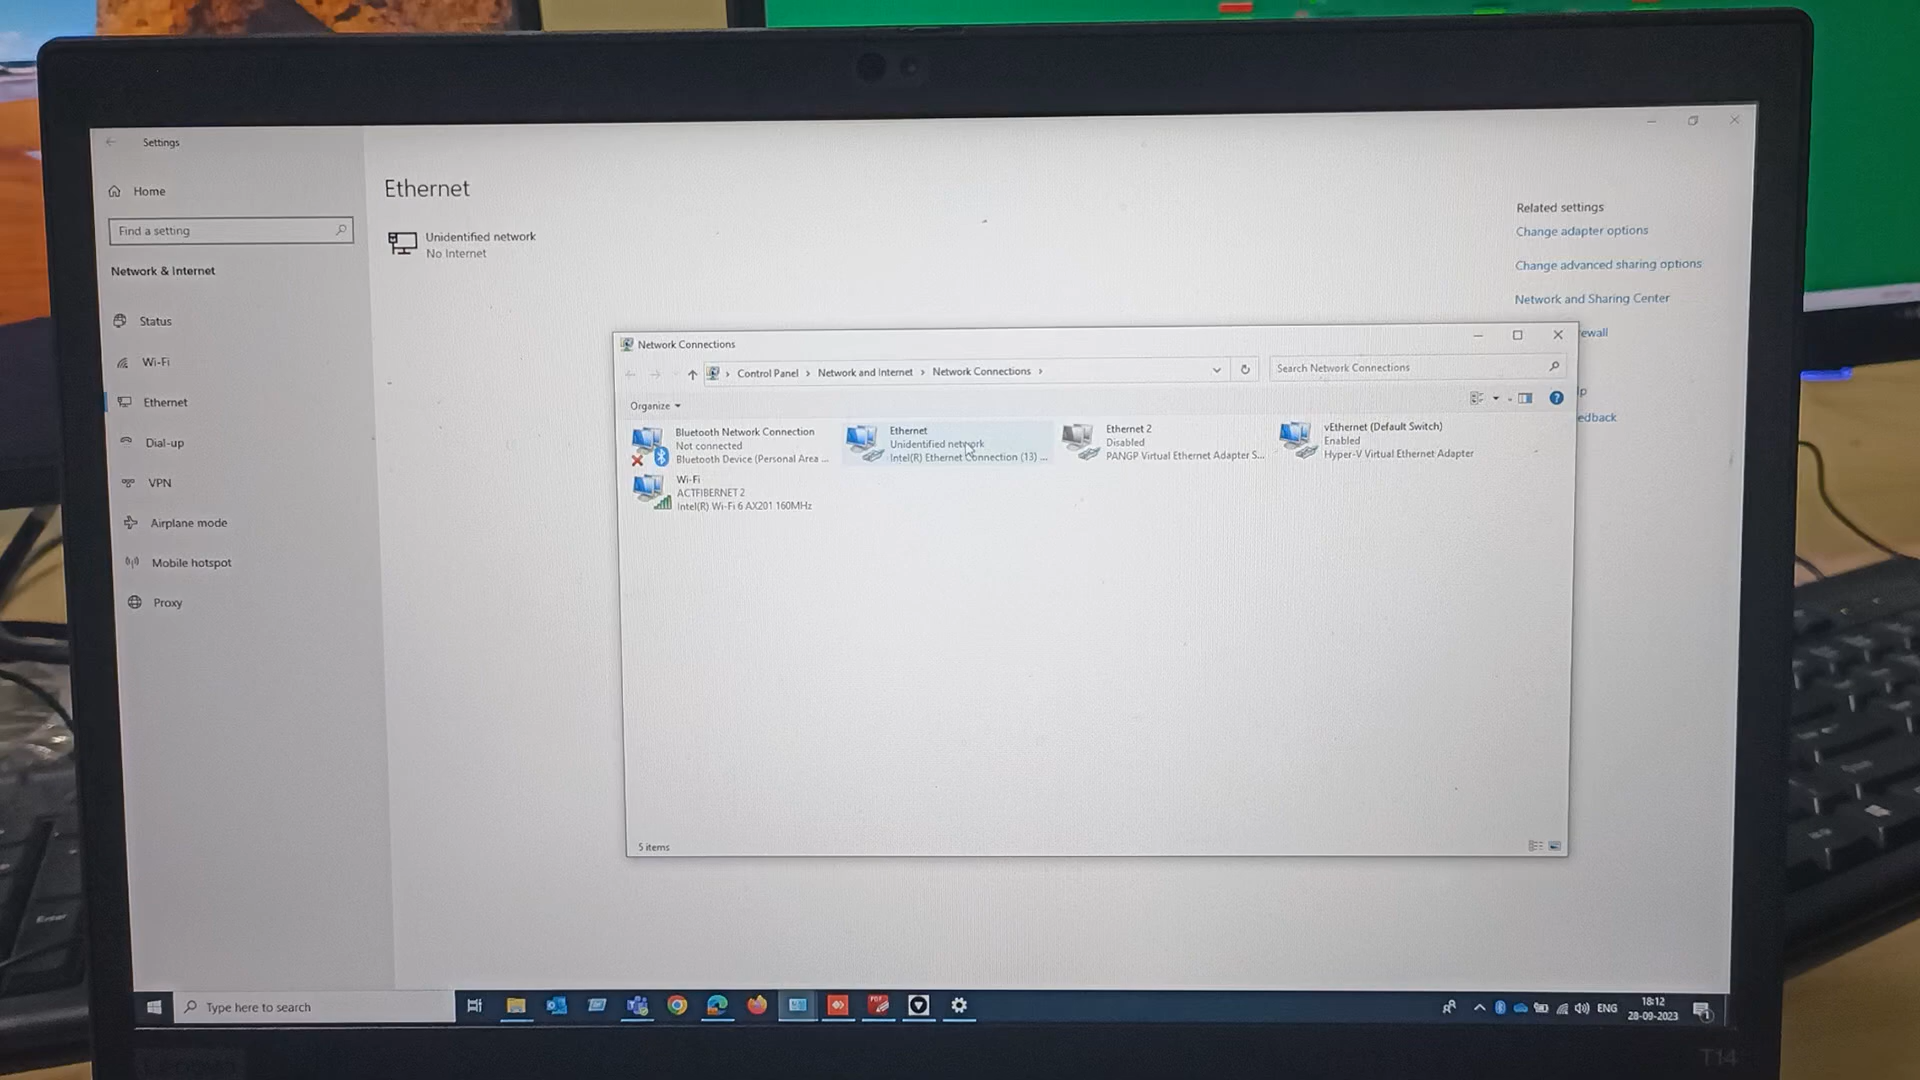 Settings
Home
Find a setting
Network & Internet
Status
Wi-Fi
Ethernet
Dial-up
VPN
Airplane mode
Mobile hotspot
Proxy
Ethernet
Unidentified network
No Internet
Related settings
Change adapter options
Change advanced sharing options
Network and Sharing Center
ewall
lp
edback
Network Connections
Control Panel > Network and Internet > Network Connections >
Search Network Connections
Organize
Bluetooth Network Connection
Not connected
Bluetooth Device (Personal Area ...
Ethernet
Unidentified network
Intel(R) Ethernet Connection (13) ...
Ethernet 2
Disabled
PANGP Virtual Ethernet Adapter S...
vEthernet (Default Switch)
Enabled
Hyper-V Virtual Ethernet Adapter
Wi-Fi
ACTFIBERNET 2
Intel(R) Wi-Fi 6 AX201 160MHz
5 items
Type here to search
ENG
18:12
28-09-2023
T14
Enter